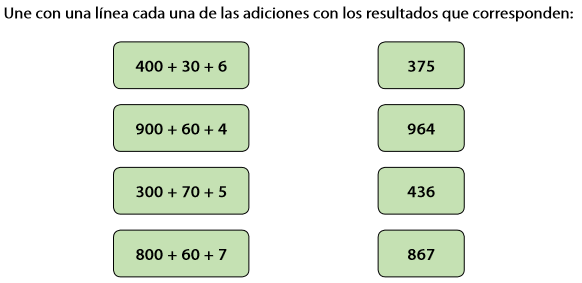 Une con una línea cada una de las adiciones con los resultados que corresponden:
400 + 30 + 6 375
900 + 60 + 4 964
300 + 70 + 5 436
800 + 60 + 7 867